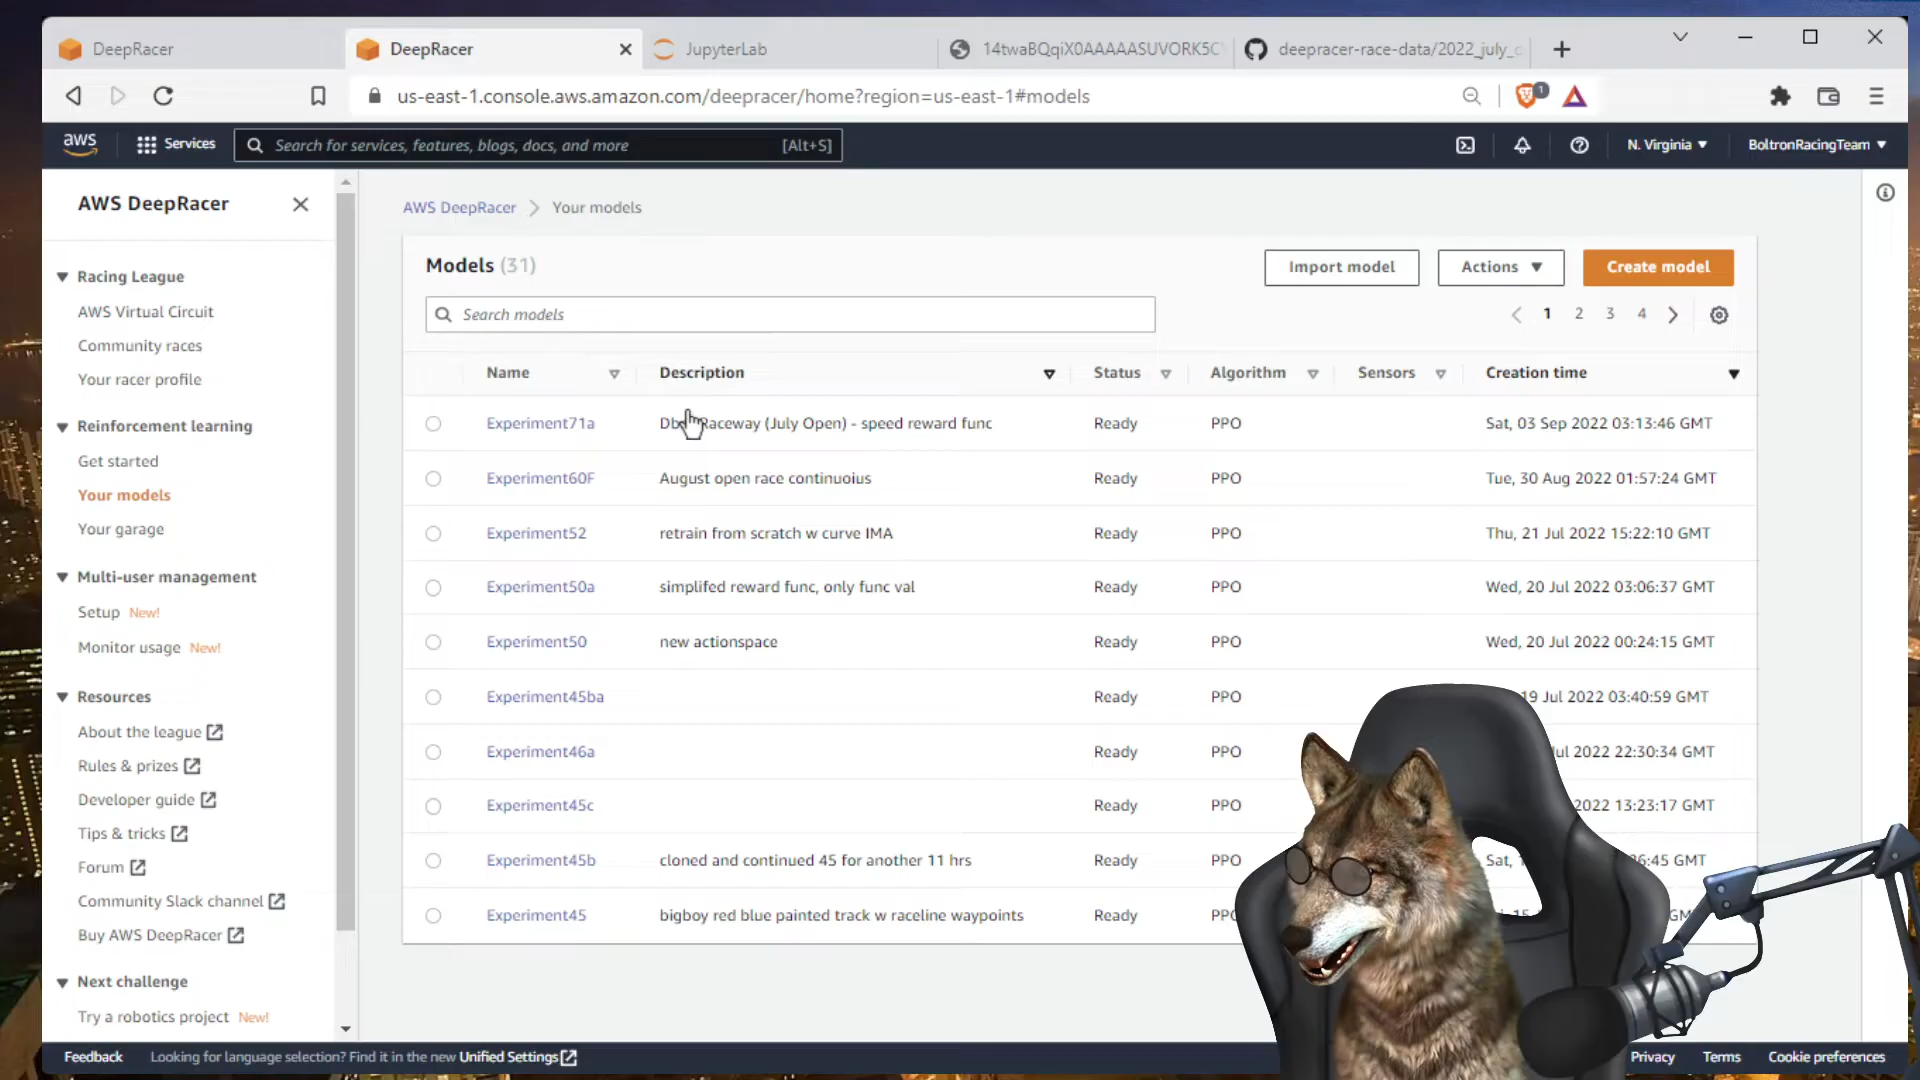 DeepRacer
DeepRacer
JupyterLab
14twaBQqiX0AAAAASUVORK5C
deepracer-race-data/2022_july_
us-east-1.console.aws.amazon.com/deepracer/home?region=us-east-1#models
1
aws
Services
Search for services, features, blogs, docs, and more
[Alt+S]
N. Virginia
BoltronRacingTeam
AWS DeepRacer
Racing League
AWS Virtual Circuit
Community races
Your racer profile
Reinforcement learning
Get started
Your models
Your garage
Multi-user management
Setup New!
Monitor usage New!
Resources
About the league
Rules & prizes
Developer guide
Tips & tricks
Forum
Community Slack channel
Buy AWS DeepRacer
Next challenge
Try a robotics project New!
AWS DeepRacer > Your models
Models (31)
Import model
Actions
Create model
Search models
1 2 3 4
Name Description Status Algorithm Sensors Creation time
Experiment71a Raceway (July Open) - speed reward func Ready PPO Sat, 03 Sep 2022 03:13:46 GMT
Experiment60F August open race continuoius Ready PPO Tue, 30 Aug 2022 01:57:24 GMT
Experiment52 retrain from scratch w curve IMA Ready PPO Thu, 21 Jul 2022 15:22:10 GMT
Experiment50a simplifed reward func, only func val Ready PPO Wed, 20 Jul 2022 03:06:37 GMT
Experiment50 new actionspace Ready PPO Wed, 20 Jul 2022 00:24:15 GMT
Experiment45ba Ready PPO 19 Jul 2022 03:40:59 GMT
Experiment46a Ready PPO Jul 2022 22:30:34 GMT
Experiment45c Ready PPO 2022 13:23:17 GMT
Experiment45b cloned and continued 45 for another 11 hrs Ready PPO Sat, 6:45 GMT
Experiment45 bigboy red blue painted track w raceline waypoints Ready
Feedback
Looking for language selection? Find it in the new Unified Settings
Privacy
Terms
Cookie preferences